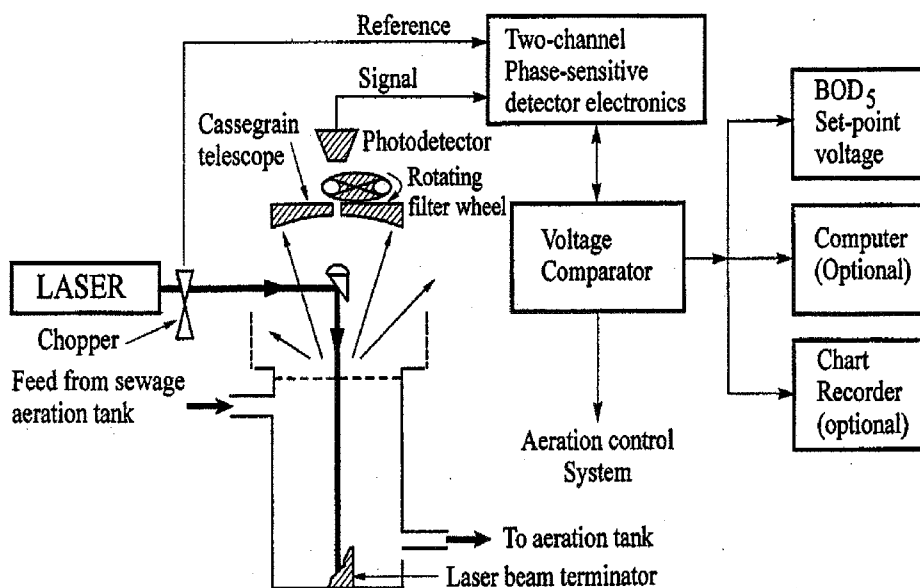 Reference
Two-channel
Phase-sensitive
detector electronics
Signal
BOD5
Set-point
voltage
Cassegrain
telescope
Photodetector
Rotating
filter wheel
Voltage
Comparator
Computer
(Optional)
LASER
Chopper
Feed from sewage
aeration tank
Chart
Recorder
(optional)
Aeration control
System
To aeration tank
Laser beam terminator